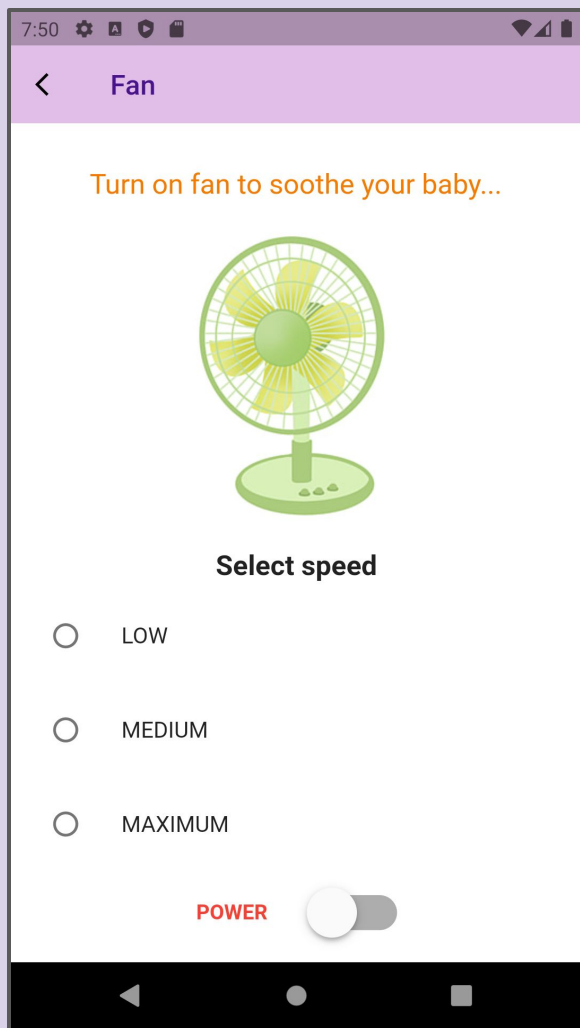 7:50
Fan
Turn on fan to soothe your baby...
Select speed
LOW
MEDIUM
MAXIMUM
POWER